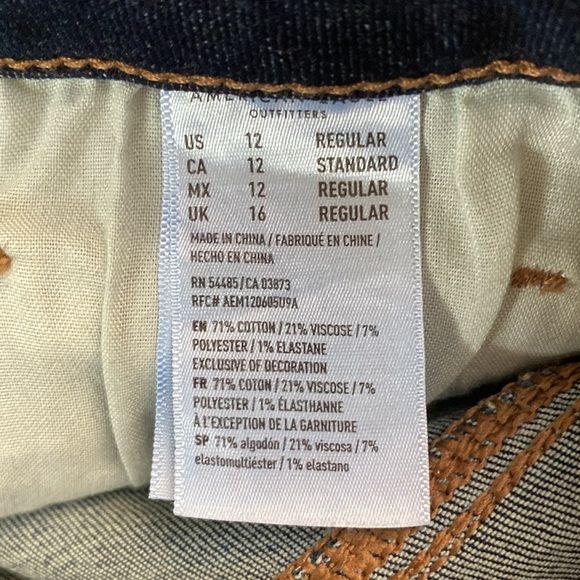 AMERICAN EAGLE
OUTFITTERS
US 12 REGULAR
CA 12 STANDARD
MX 12 REGULAR
UK 16 REGULAR
MADE IN CHINA / FABRIQUÉ EN CHINE /
HECHO EN CHINA
RN 54485/CA 03873
RFC# AEM120605U9A
EN 71% COTTON / 21% VISCOSE / 7%
POLYESTER / 1% ELASTANE
EXCLUSIVE OF DECORATION
FR 71% COTON / 21% VISCOSE / 7%
POLYESTER / 1% ÉLASTHANNE
À L'EXCEPTION DE LA GARNITURE
SP 71% algodón / 21% viscosa / 7%
elastomultiéster / 1% elastano